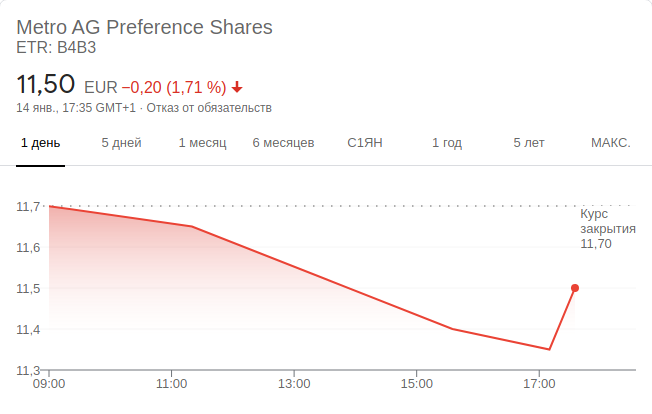 Metro AG Preference Shares
ETR: B4B3
11,50 EUR −0,20 (1,71 %)
14 янв., 17:35 GMT+1 · Отказ от обязательств
1 день 5 дней 1 месяц 6 месяцев С1ЯН 1 год 5 лет МАКС.
11,7
Курс
закрытия
11,70
11,6
11,5
11,4
11,3
09:00 11:00 13:00 15:00 17:00